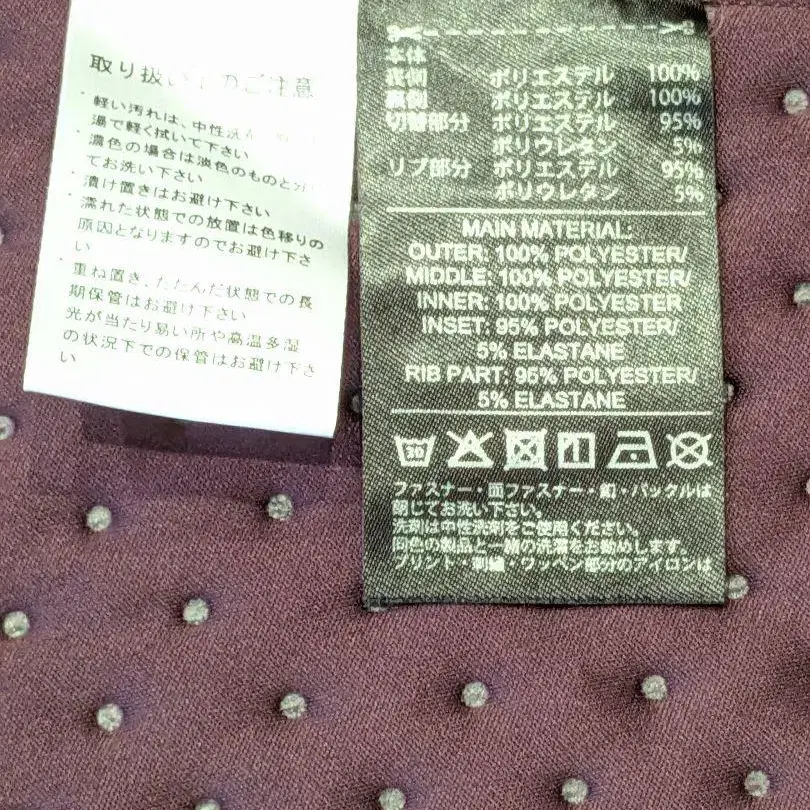 取り扱い上のご注意
・軽い汚れは、中性洗
湯で軽く拭いて下さい
・濃色の場合は淡色のものと分け
てお洗い下さい
・漬け置きはお避け下さい
・濡れた状態での放置は色移りの
原因となりますのでお避け下さ
い
・重ね置き、たたんだ状態での長
期保管はお避け下さい
光が当たり易い所や高温多湿
の状況下での保管はお避け下さ
い
本体
表側 ポリエステル 100%
裏側 ポリエステル 100%
切替部分 ポリエステル 95%
ポリウレタン 5%
リブ部分 ポリエステル 95%
ポリウレタン 5%
MAIN MATERIAL:
OUTER: 100% POLYESTER/
MIDDLE: 100% POLYESTER/
INNER: 100% POLYESTER
INSET: 95% POLYESTER/
5% ELASTANE
RIB PART: 95% POLYESTER/
5% ELASTANE
30
ファスナー・面ファスナー・釦・バックルは
閉じてお洗い下さい。
洗剤は中性洗剤をご使用ください。
同色の製品と一緒の洗濯をお勧めします。
プリント・刺繍・ワッペン部分のアイロンは